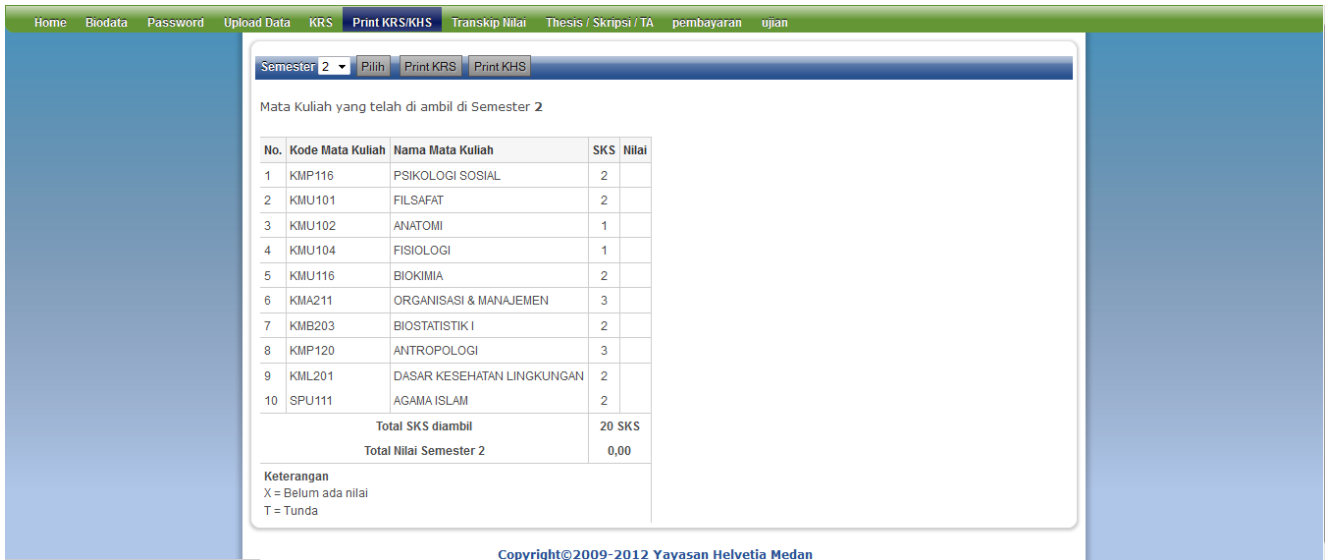 Home Biodata Password Upload Data KRS Print KRS/KHS Transkip Nilai Thesis / Skripsi / TA pembayaran ujian
Semester 2 Pilih Print KRS Print KHS
Mata Kuliah yang telah di ambil di Semester 2
No. Kode Mata Kuliah Nama Mata Kuliah SKS Nilai
1 KMP116 PSIKOLOGI SOSIAL 2
2 KMU101 FILSAFAT 2
3 KMU102 ANATOMI 1
4 KMU104 FISIOLOGI 1
5 KMU116 BIOKIMIA 2
6 KMA211 ORGANISASI & MANAJEMEN 3
7 KMB203 BIOSTATISTIK I 2
8 KMP120 ANTROPOLOGI 3
9 KML201 DASAR KESEHATAN LINGKUNGAN 2
10 SPU111 AGAMA ISLAM 2
Total SKS diambil 20 SKS
Total Nilai Semester 2 0,00
Keterangan
X = Belum ada nilai
T = Tunda
Copyright©2009-2012 Yayasan Helvetia Medan